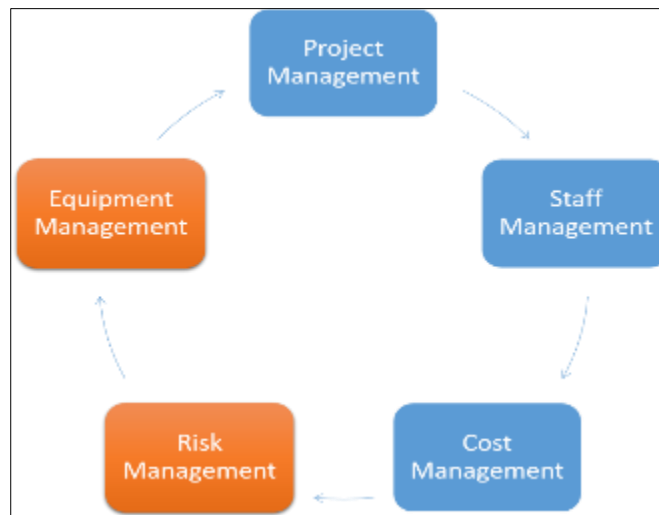 Project
Management
Staff
Management
Cost
Management
Risk
Management
Equipment
Management